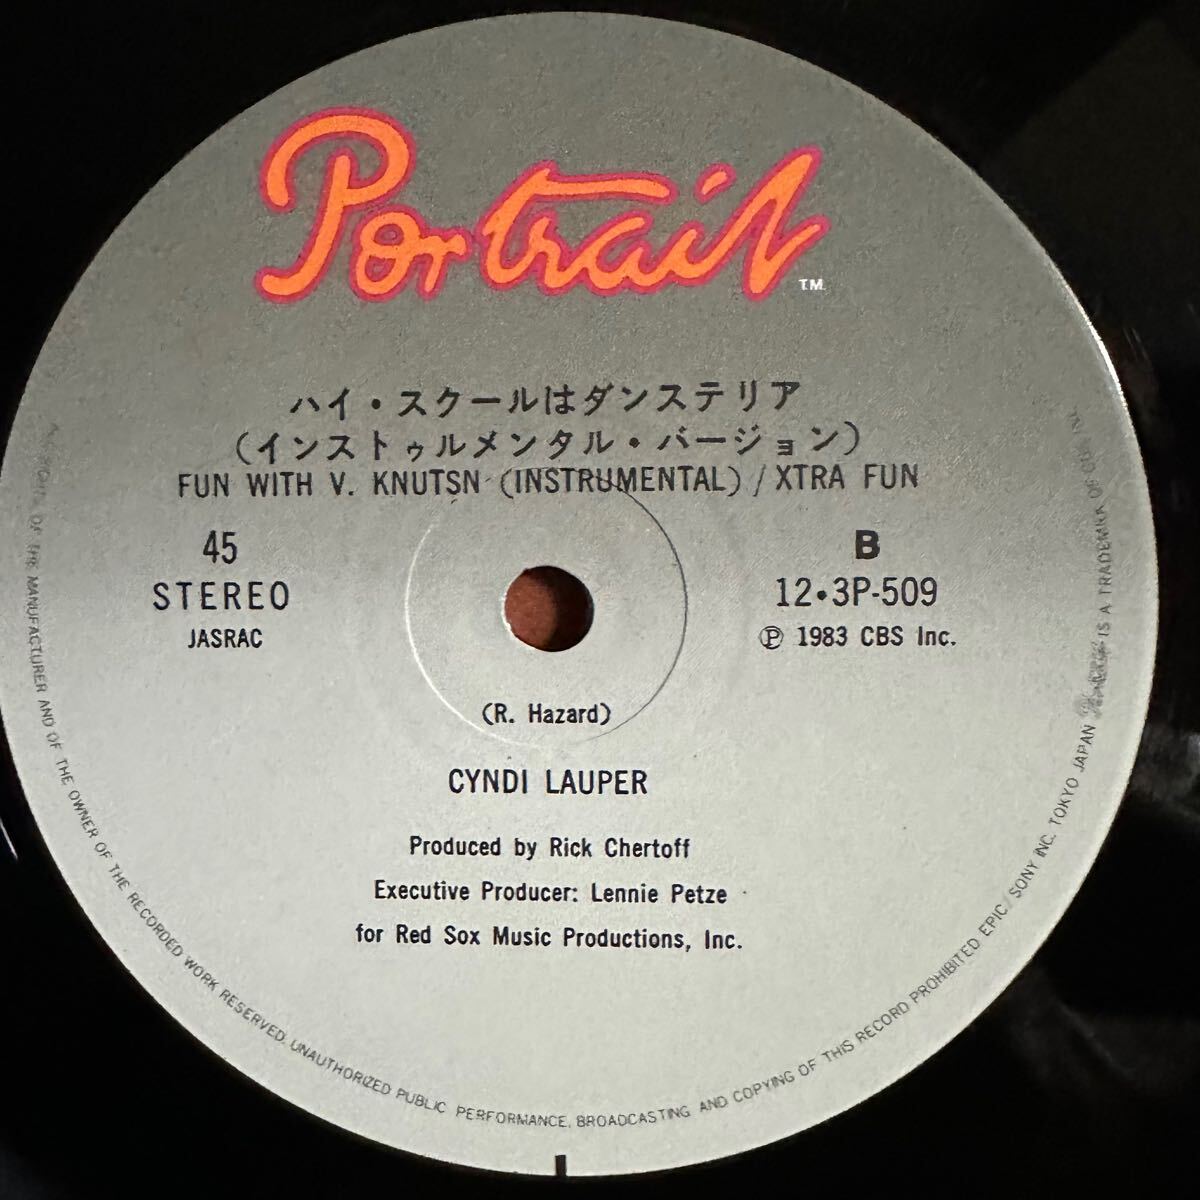 Portrait
T.M.
ハイ・スクールはダンステリア
（インストゥルメンタル・バージョン）
FUN WITH V. KNUTSN (INSTRUMENTAL) / XTRA FUN
45
STEREO
JASRAC
B
12・3P-509
Ⓟ 1983 CBS Inc.
(R. Hazard)
CYNDI LAUPER
Produced by Rick Chertoff
Executive Producer: Lennie Petze
for Red Sox Music Productions, Inc.
OF THE MANUFACTURER AND OF THE OWNER OF THE RECORDED WORK RESERVED. UNAUTHORIZED PUBLIC PERFORMANCE, BROADCASTING AND COPYING OF THIS RECORD PROHIBITED EPIC/SONY INC. TOKYO JAPAN IS A TRADEMARK OF